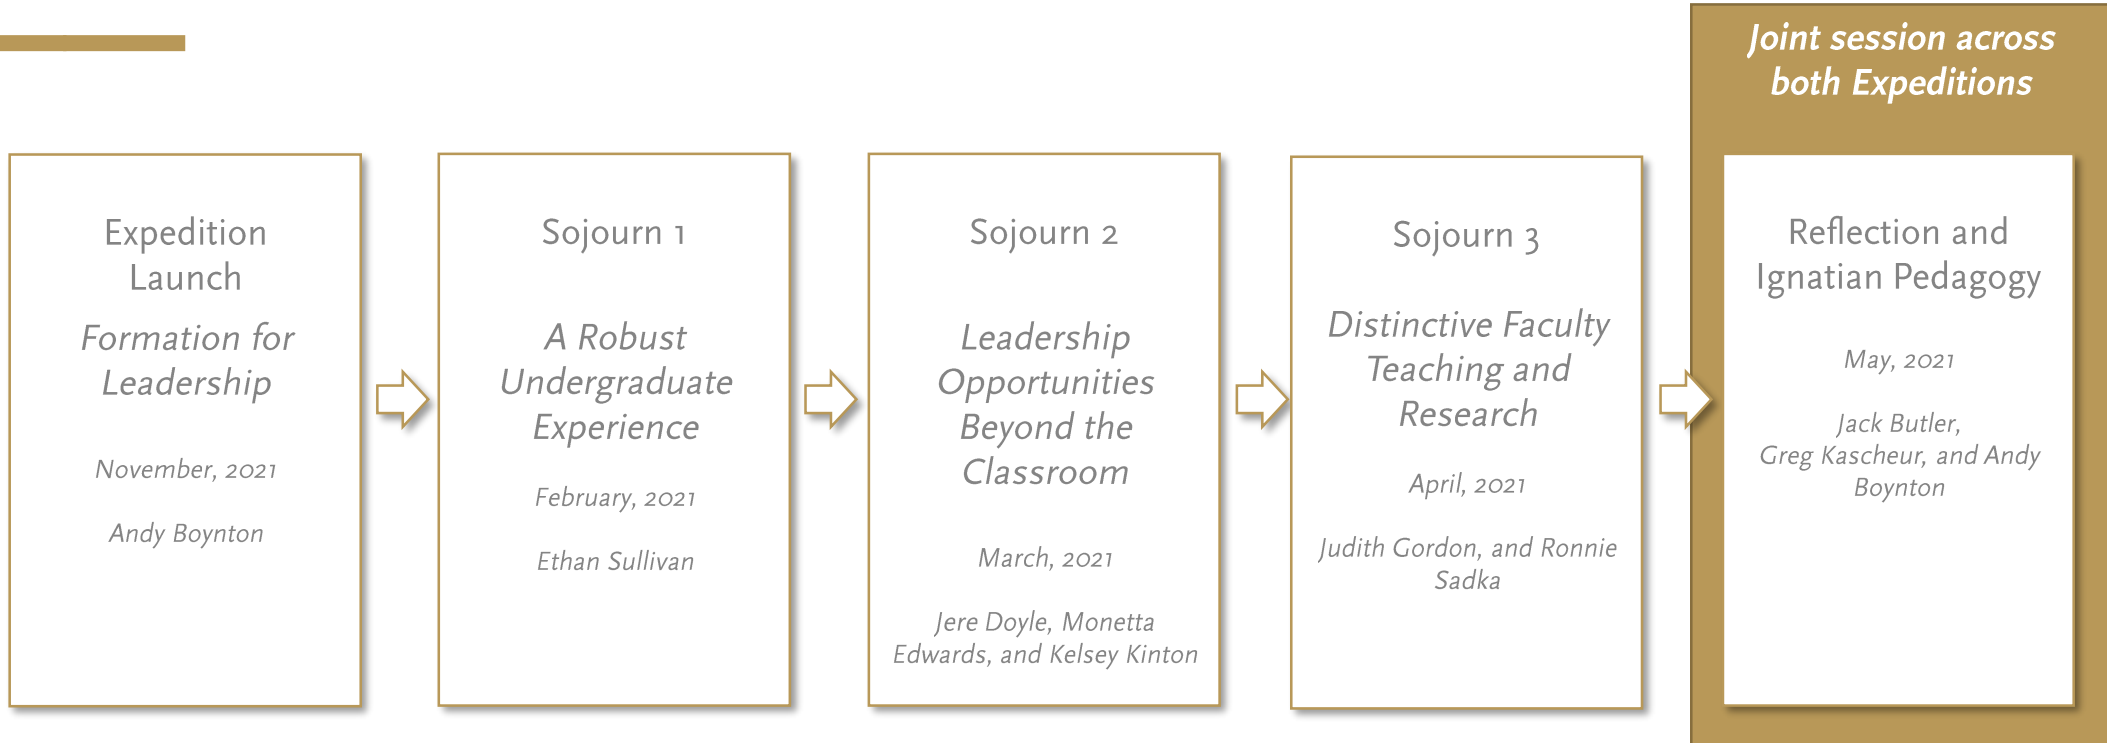 Joint session across
both Expeditions
Expedition
Launch
Formation for
Leadership
November, 2021
Andy Boynton
Sojourn 1
A Robust
Undergraduate
Experience
February, 2021
Ethan Sullivan
Sojourn 2
Leadership
Opportunities
Beyond the
Classroom
March, 2021
Jere Doyle, Monetta
Edwards, and Kelsey Kinton
Sojourn 3
Distinctive Faculty
Teaching and
Research
April, 2021
Judith Gordon, and Ronnie
Sadka
Reflection and
Ignatian Pedagogy
May, 2021
Jack Butler,
Greg Kascheur, and Andy
Boynton